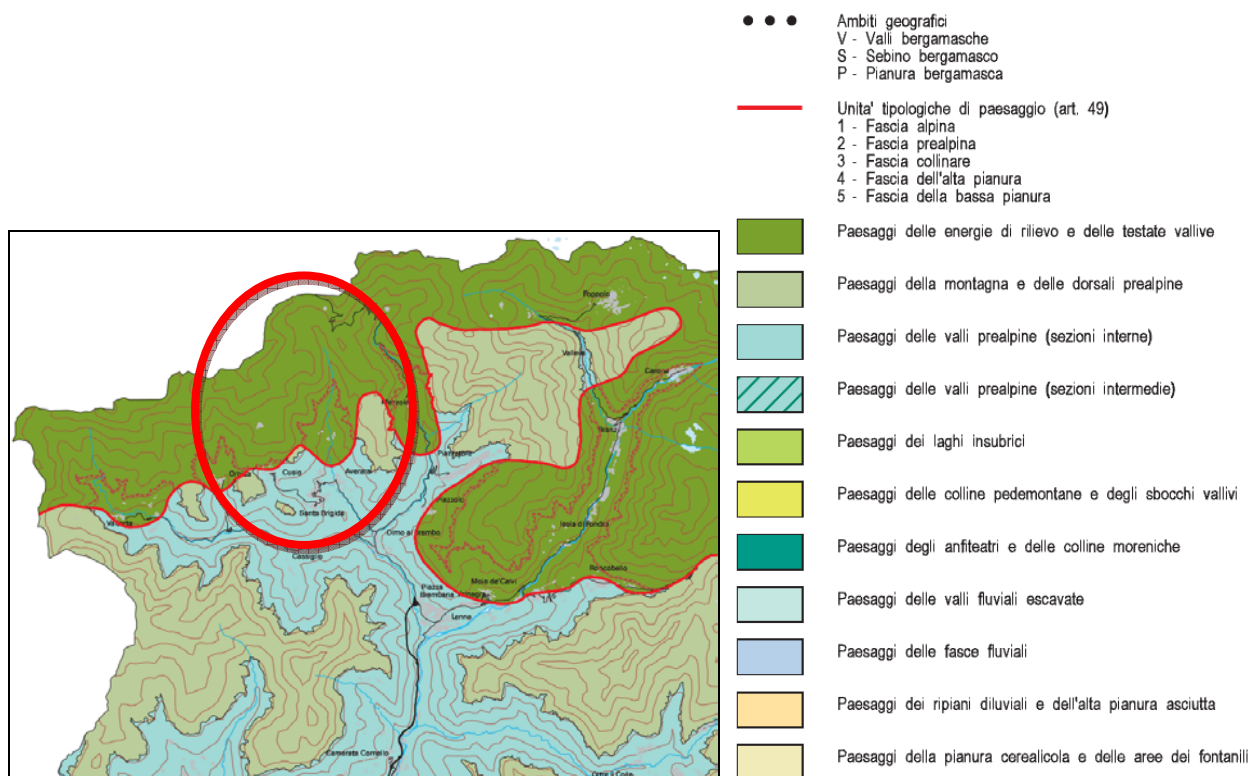 Ambiti geografici
V - Valli bergamasche
S - Sebino bergamasco
P - Pianura bergamasca
Unita' tipologiche di paesaggio (art. 49)
1 - Fascia alpina
2 - Fascia prealpina
3 - Fascia collinare
4 - Fascia dell'alta pianura
5 - Fascia della bassa pianura
Paesaggi delle energie di rilievo e delle testate vallive
Paesaggi della montagna e delle dorsali prealpine
Paesaggi delle valli prealpine (sezioni interne)
Paesaggi delle valli prealpine (sezioni intermedie)
Paesaggi dei laghi insubrici
Paesaggi delle colline pedemontane e degli sbocchi vallivi
Paesaggi degli anfiteatri e delle colline moreniche
Paesaggi delle valli fluviali escavate
Paesaggi delle fasce fluviali
Paesaggi dei ripiani diluviali e dell'alta pianura asciutta
Paesaggi della pianura cerealicola e delle aree dei fontanili
Foppolo
Valleve
Carona
Branzi
Cusio
Averara
Santa Brigida
Valtorta
Piazzolo
Olmo al Brembo
Cassiglio
Isola di Fondra
Roncobello
Moio de'Calvi
Piazza
Brembana
Lenna
Camerata Cornello